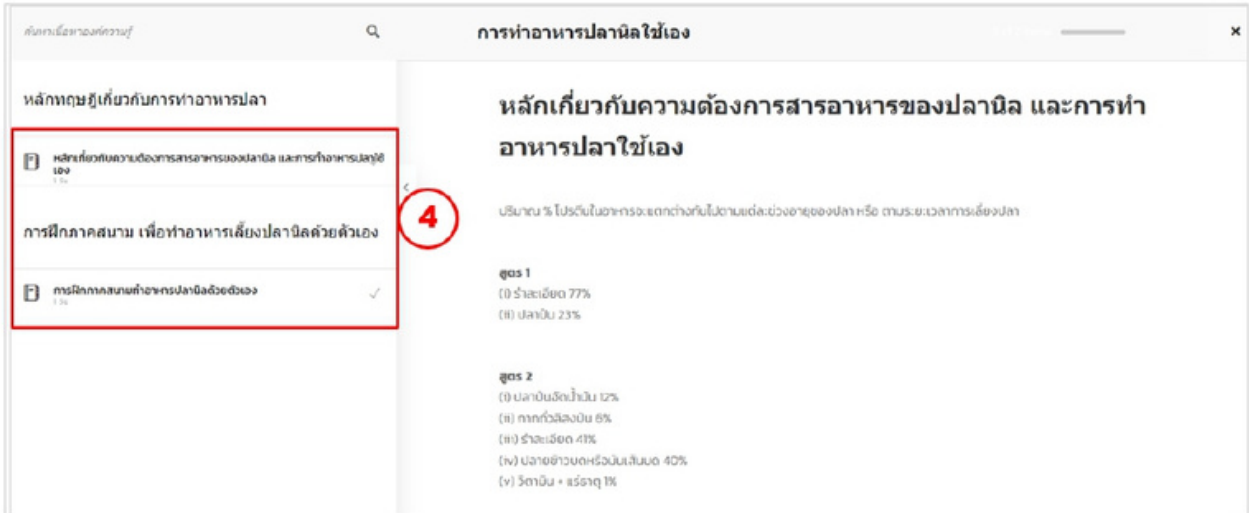 ค้นหาเนื้อหาองค์ความรู้
การทำอาหารปลานิลใช้เอง
หลักทฤษฎีเกี่ยวกับการทำอาหารปลา
หลักเกี่ยวกับความต้องการสารอาหารของปลานิล และการทำอาหารปลาใช้
เอง
1 วัน
การฝึกภาคสนาม เพื่อทำอาหารเลี้ยงปลานิลด้วยตัวเอง
การฝึกภาคสนามทำอาหารปลานิลด้วยตัวเอง
1 วัน
4
หลักเกี่ยวกับความต้องการสารอาหารของปลานิล และการทำ
อาหารปลาใช้เอง
ปริมาณ % โปรตีนในอาหารจะแตกต่างกันไปตามแต่ละช่วงอายุของปลา หรือ ตามระยะเวลาการเลี้ยงปลา
สูตร 1
(i) รำละเอียด 77%
(ii) ปลาป่น 23%
สูตร 2
(i) ปลาป่นอัดน้ำมัน 12%
(ii) กากถั่วลิสงป่น 6%
(iii) รำละเอียด 41%
(iv) ปลายข้าวบดหรือมันเส้นบด 40%
(v) วิตามิน + แร่ธาตุ 1%